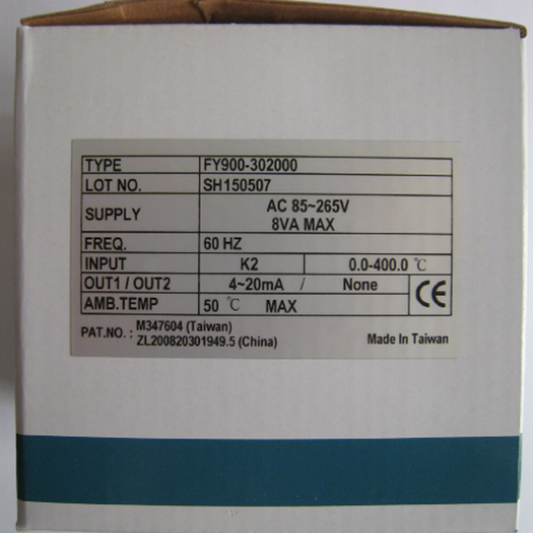 TYPE FY900-302000
LOT NO. SH150507
SUPPLY AC 85~265V
8VA MAX
FREQ. 60 HZ
INPUT K2 0.0-400.0 ℃
OUT1 / OUT2 4~20mA / None
AMB.TEMP 50 ℃ MAX
CE
PAT.NO. : M347604 (Taiwan)
ZL200820301949.5 (China)
Made In Taiwan